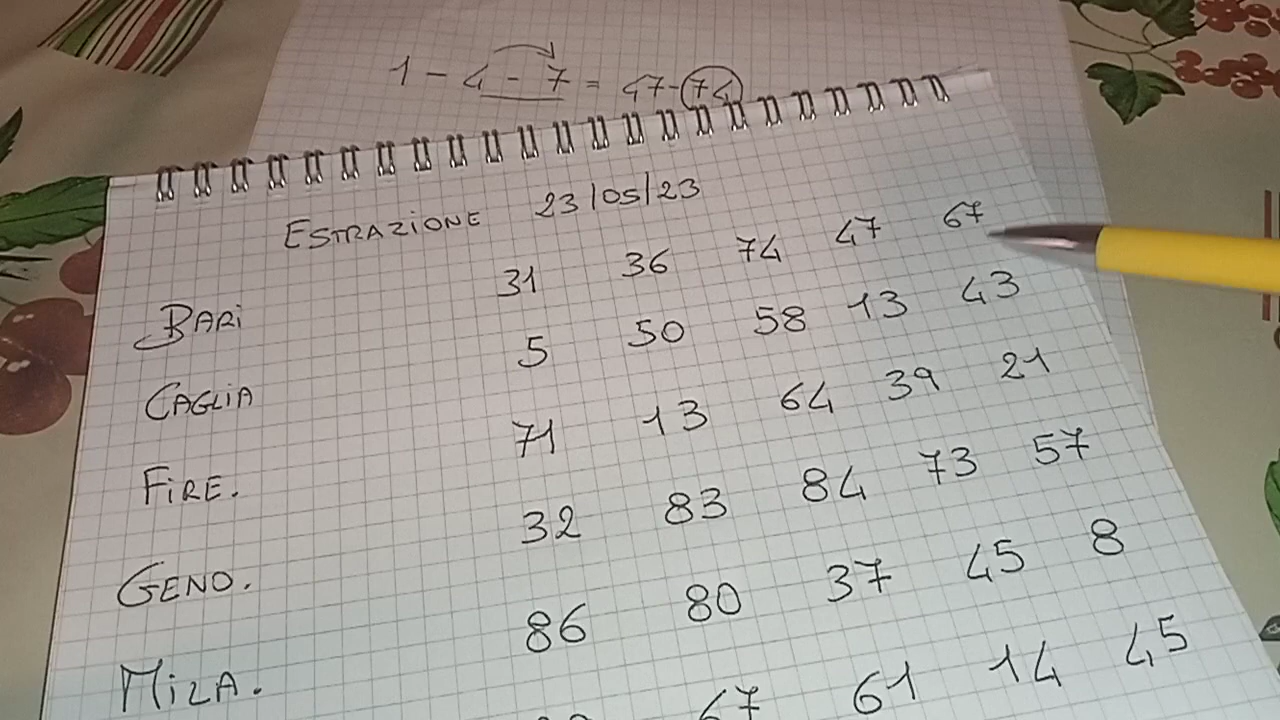 1 - 4 - 7 = 47 - 74
ESTRAZIONE 23/05/23
BARI 31 36 74 47 67
CAGLIA 5 50 58 13 43
FIRE. 71 13 64 39 21
GENO. 32 83 84 73 57
MILA. 86 80 37 45 8
67 61 14 45